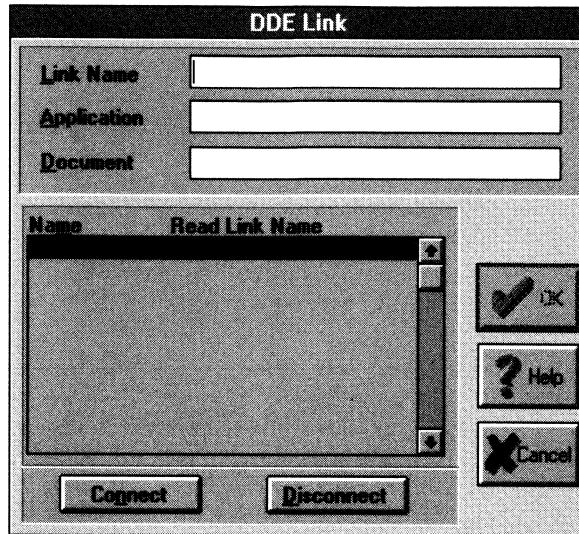 DDE Link
Link Name
Application
Document
Name Read Link Name
OK
Help
Cancel
Connect Disconnect